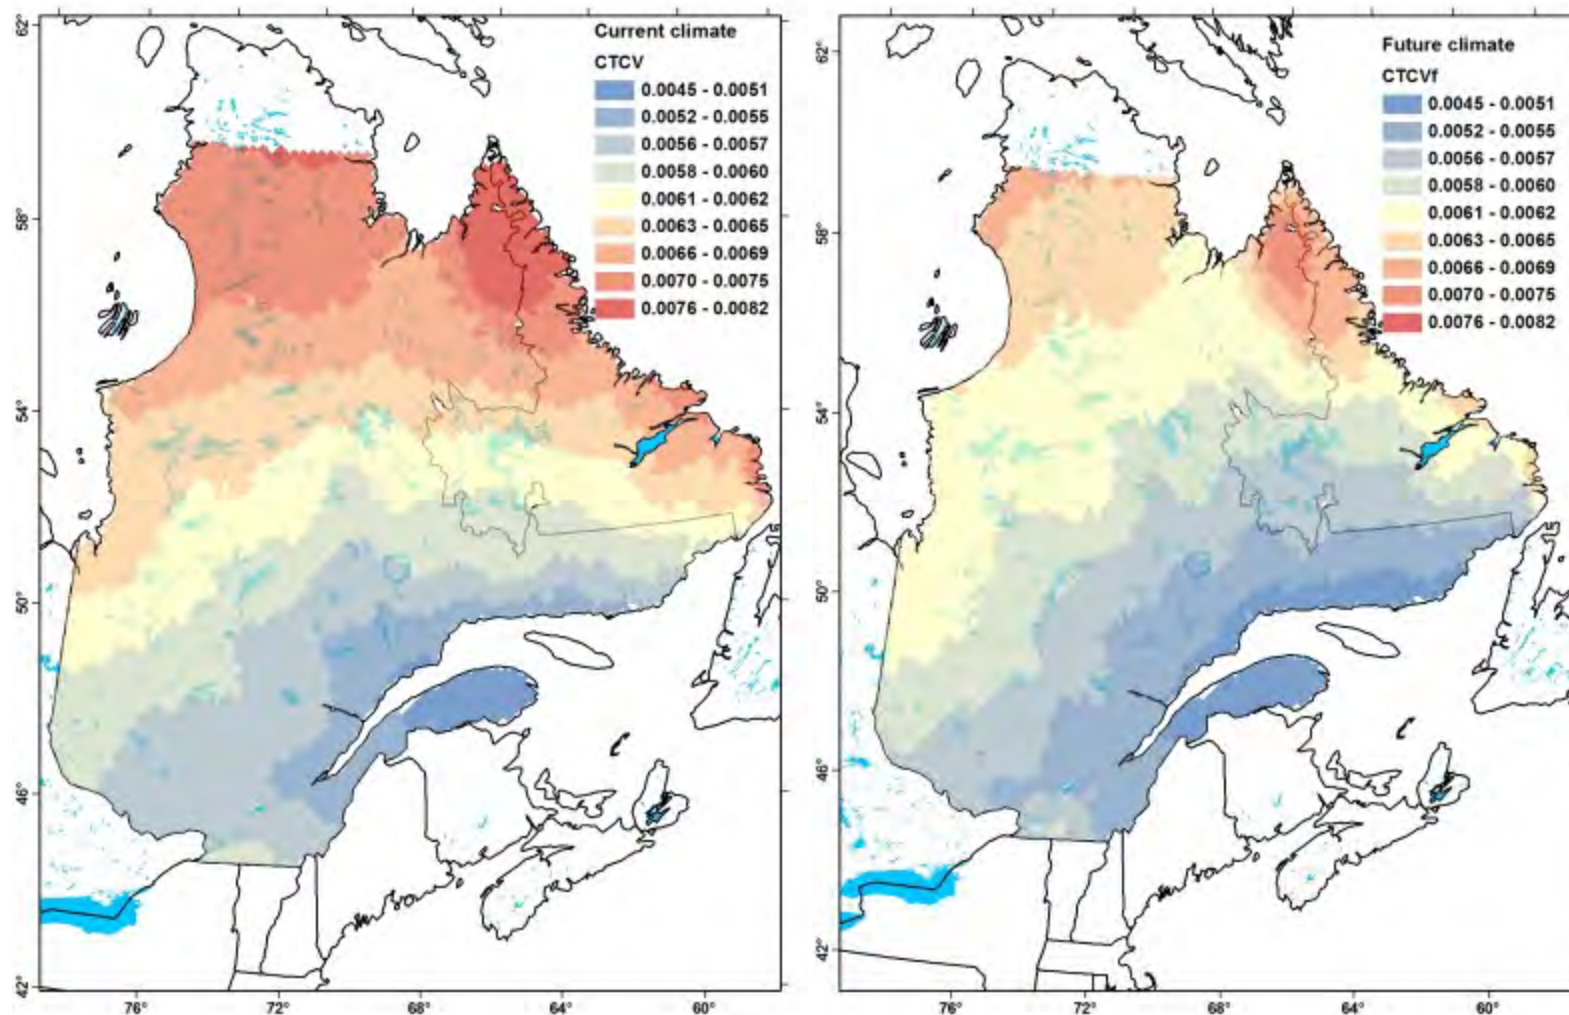 Current climate
CTCV
0.0045 - 0.0051
0.0052 - 0.0055
0.0056 - 0.0057
0.0058 - 0.0060
0.0061 - 0.0062
0.0063 - 0.0065
0.0066 - 0.0069
0.0070 - 0.0075
0.0076 - 0.0082
62°
58°
54°
50°
46°
42°
76°
72°
68°
64°
60°
Future climate
CTCVf
0.0045 - 0.0051
0.0052 - 0.0055
0.0056 - 0.0057
0.0058 - 0.0060
0.0061 - 0.0062
0.0063 - 0.0065
0.0066 - 0.0069
0.0070 - 0.0075
0.0076 - 0.0082
62°
58°
54°
50°
46°
42°
76°
72°
68°
64°
60°